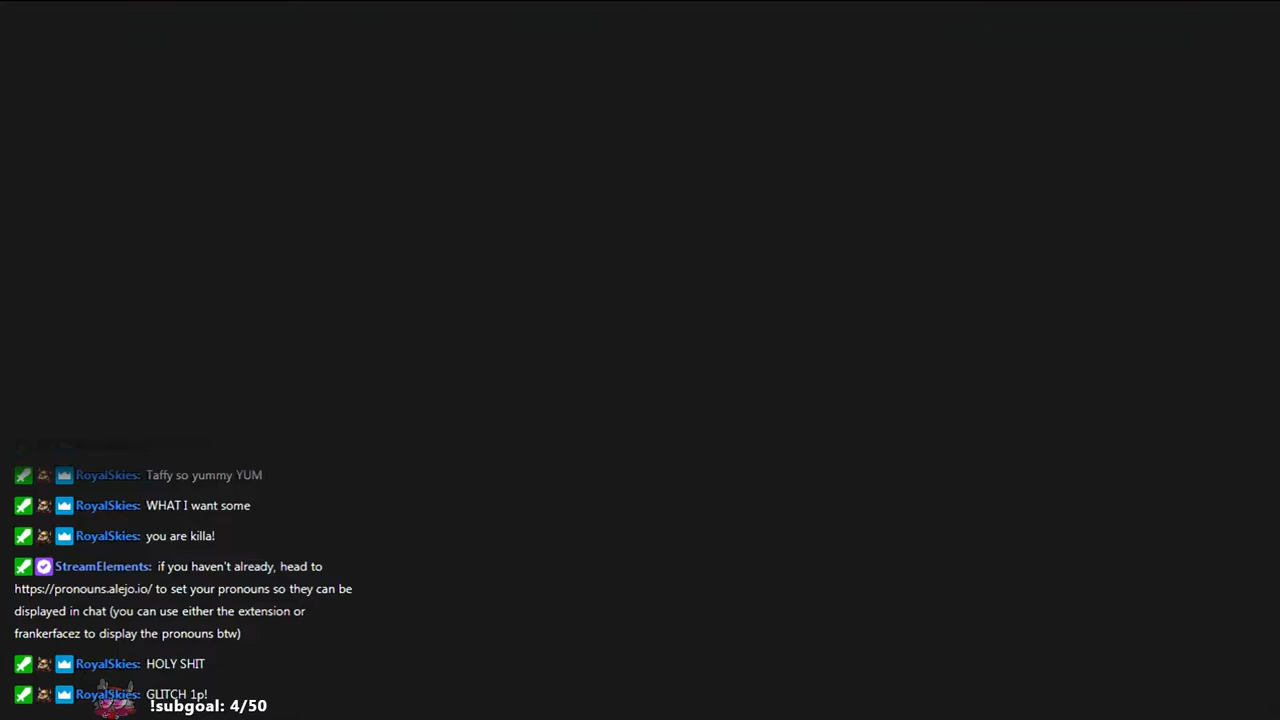 RoyalSkies: Taffy so yummy YUM
RoyalSkies: WHAT I want some
RoyalSkies: you are killa!
StreamElements: if you haven't already, head to
https://pronouns.alejo.io/ to set your pronouns so they can be
displayed in chat (you can use either the extension or
frankerfacez to display the pronouns btw)
RoyalSkies: HOLY SHIT
RoyalSkies: GLITCH 1p!
!subgoal: 4/50